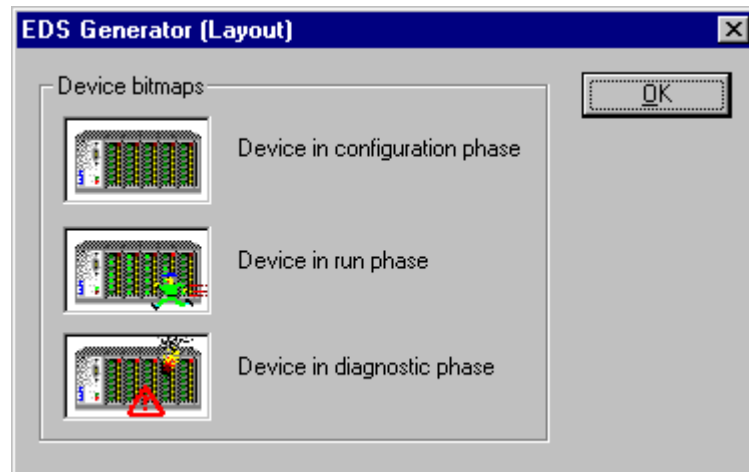 EDS Generator (Layout)
Device bitmaps
OK
Device in configuration phase
Device in run phase
Device in diagnostic phase